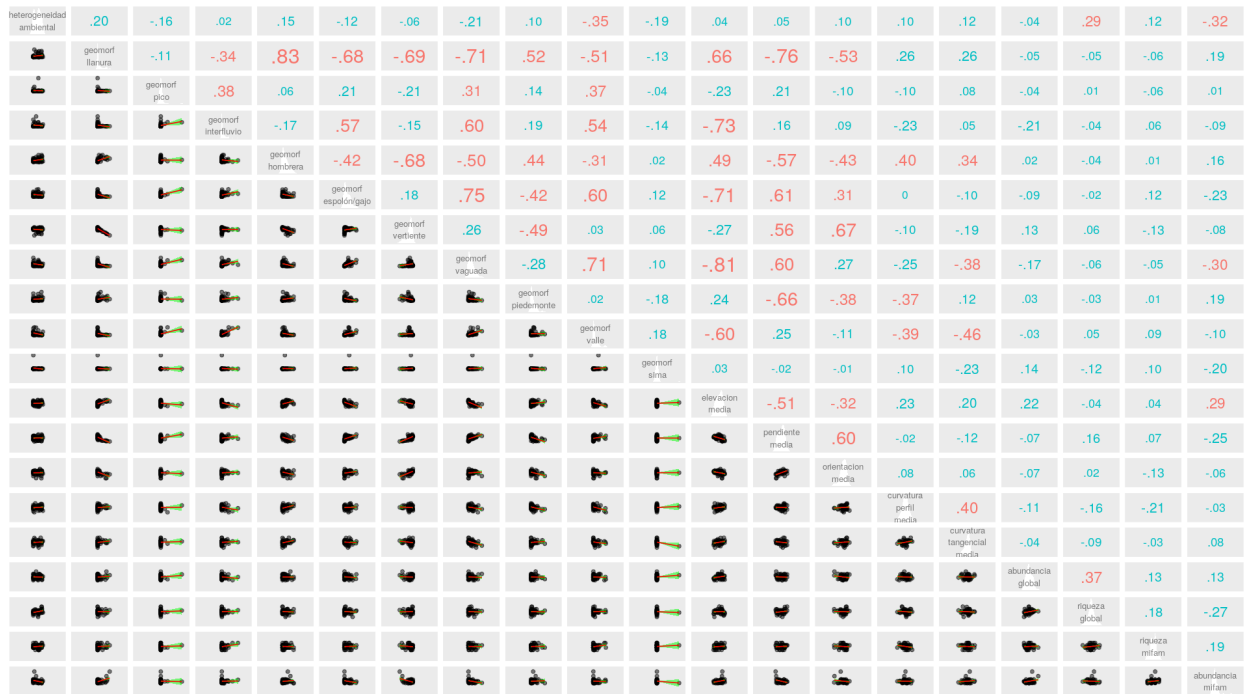 heterogeneidad
ambiental
.20 -.16 .02 .15 -.12 -.06 -.21 .10 -.35 -.19 .04 .05 .10 .10 .12 -.04 .29 .12 -.32
geomorf
llanura
-.11 -.34 .83 -.68 -.69 -.71 .52 -.51 -.13 .66 -.76 -.53 .26 .26 -.05 -.05 -.06 .19
geomorf
pico
.38 .06 .21 -.21 .31 .14 .37 -.04 -.23 .21 -.10 -.10 .08 -.04 .01 -.06 .01
geomorf
interfluvio
-.17 .57 -.15 .60 .19 .54 -.14 -.73 .16 .09 -.23 .05 -.21 -.04 .06 -.09
geomorf
hombrera
-.42 -.68 -.50 .44 -.31 .02 .49 -.57 -.43 .40 .34 .02 -.04 .01 .16
geomorf
espolón/gajo
.18 .75 -.42 .60 .12 -.71 .61 .31 0 -.10 -.09 -.02 .12 -.23
geomorf
vertiente
.26 -.49 .03 .06 -.27 .56 .67 -.10 -.19 .13 .06 -.13 -.08
geomorf
vaguada
-.28 .71 .10 -.81 .60 .27 -.25 -.38 -.17 -.06 -.05 -.30
geomorf
piedemonte
.02 -.18 .24 -.66 -.38 -.37 .12 .03 -.03 .01 .19
geomorf
valle
.18 -.60 .25 -.11 -.39 -.46 -.03 .05 .09 -.10
geomorf
sima
.03 -.02 -.01 .10 -.23 .14 -.12 .10 -.20
elevacion
media
-.51 -.32 .23 .20 .22 -.04 .04 .29
pendiente
media
.60 -.02 -.12 -.07 .16 .07 -.25
orientacion
media
.08 .06 -.07 .02 -.13 -.06
curvatura
perfil
media
.40 -.11 -.16 -.21 -.03
curvatura
tangencial
media
-.04 -.09 -.03 .08
abundancia
global
.37 .13 .13
riqueza
global
.18 -.27
riqueza
mifam
.19
abundancia
mifam